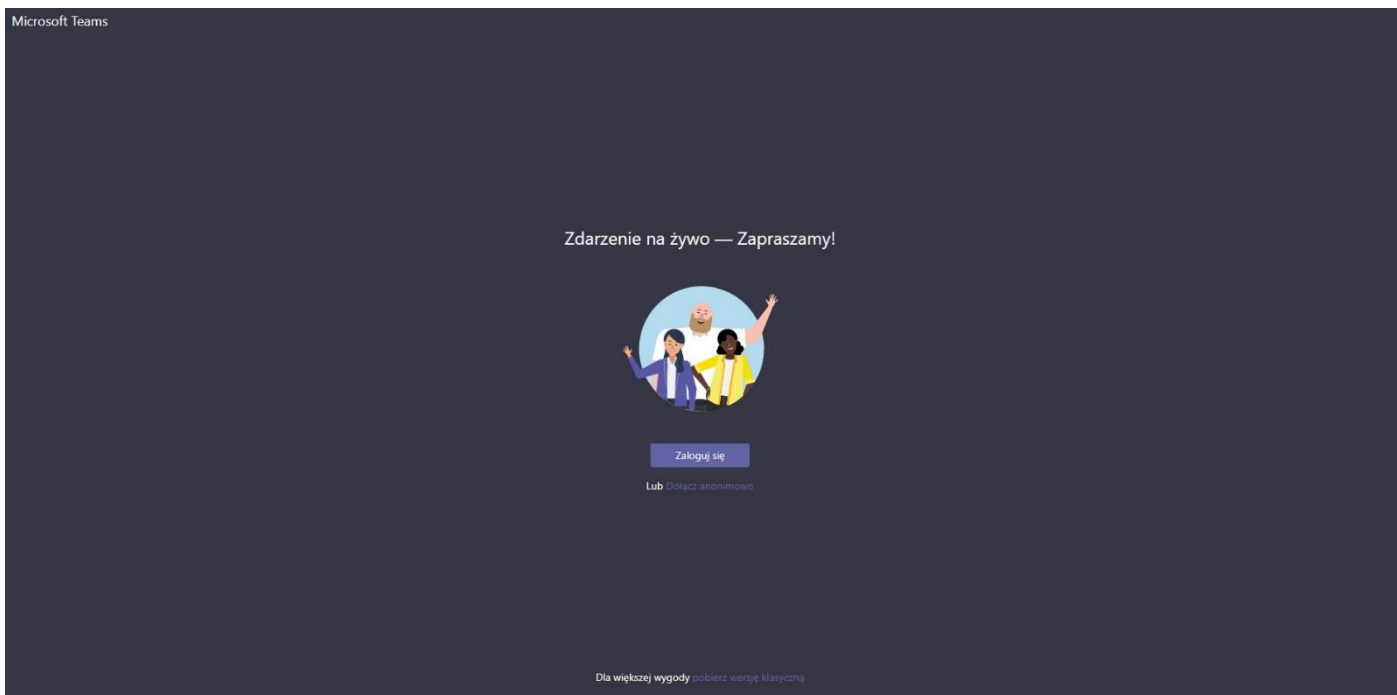 Microsoft Teams
Zdarzenie na żywo — Zapraszamy!
Zaloguj się
Lub Dołącz anonimowo
Dla większej wygody pobierz wersję klasyczną